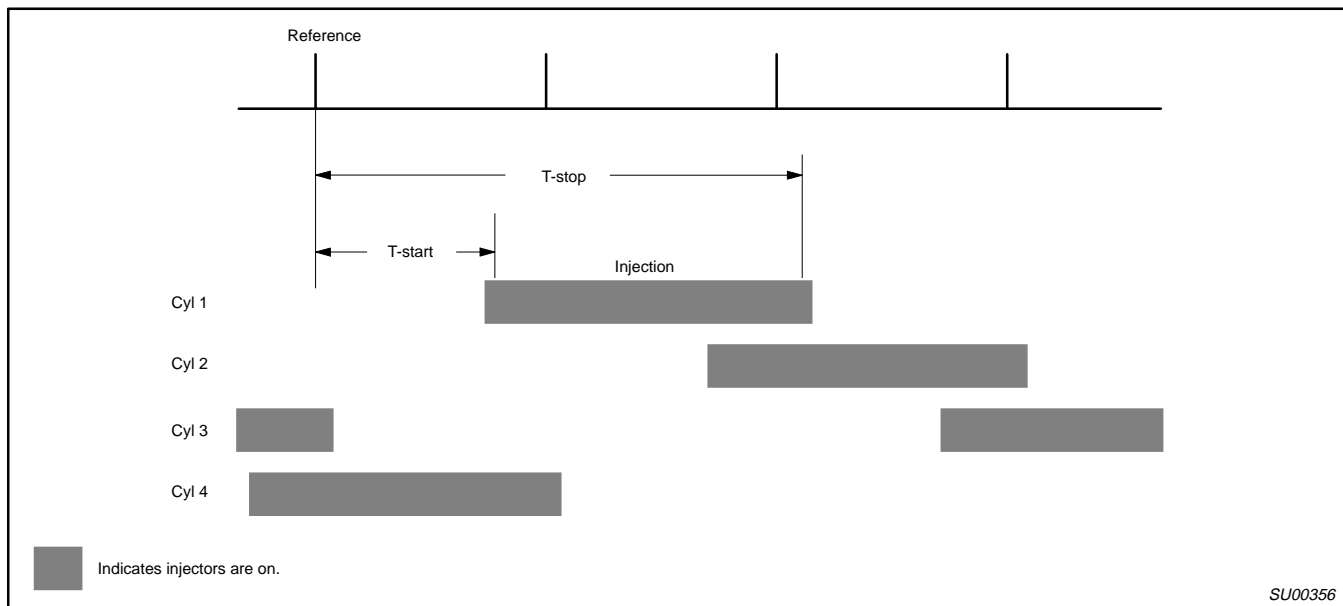 Reference
T-stop
T-start
Injection
Cyl 1
Cyl 2
Cyl 3
Cyl 4
Indicates injectors are on.
SU00356